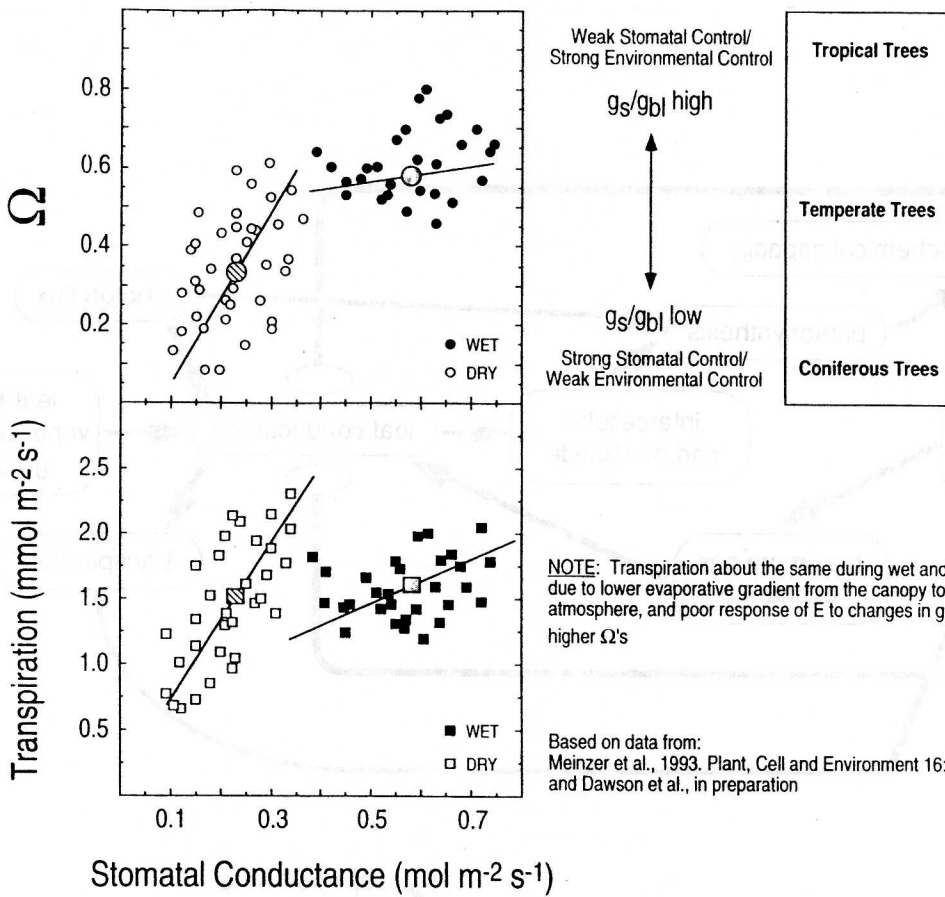 Ω
0.8
0.6
0.4
0.2
WET
DRY
Transpiration (mmol m-2 s-1)
2.5
2.0
1.5
1.0
0.5
WET
DRY
0.1
0.3
0.5
0.7
Stomatal Conductance (mol m-2 s-1)
Weak Stomatal Control/
Strong Environmental Control
gs/gbl high
gs/gbl low
Strong Stomatal Control/
Weak Environmental Control
Tropical Trees
Temperate Trees
Coniferous Trees
NOTE: Transpiration about the same during wet and
due to lower evaporative gradient from the canopy to
atmosphere, and poor response of E to changes in g
higher Ω's
Based on data from:
Meinzer et al., 1993. Plant, Cell and Environment 16:
and Dawson et al., in preparation